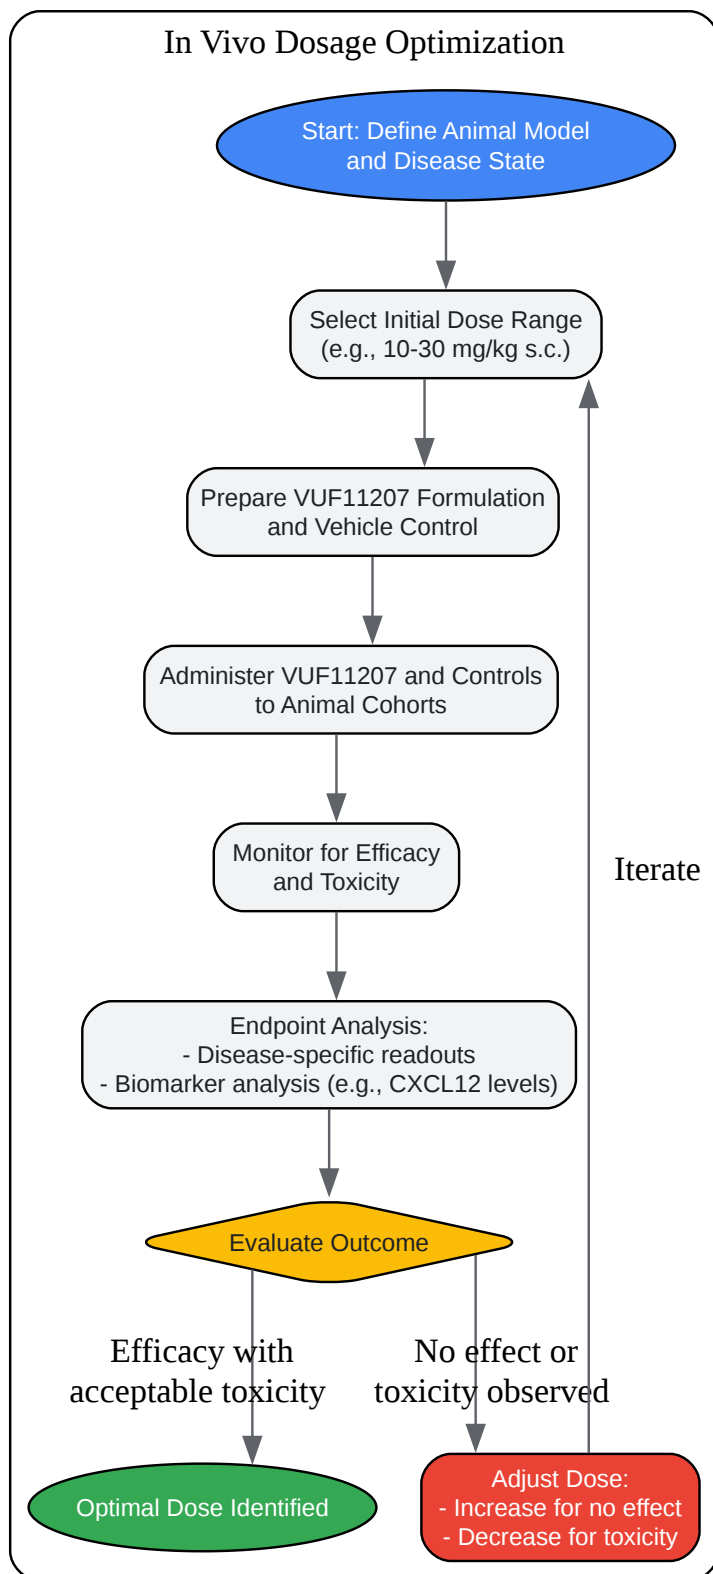 In Vivo Dosage Optimization
Start: Define Animal Model
and Disease State
Select Initial Dose Range
(e.g., 10-30 mg/kg s.c.)
Prepare VUF11207 Formulation
and Vehicle Control
Administer VUF11207 and Controls
to Animal Cohorts
Monitor for Efficacy
and Toxicity
Iterate
Endpoint Analysis:
- Disease-specific readouts
- Biomarker analysis (e.g., CXCL12 levels)
Evaluate Outcome
Efficacy with
acceptable toxicity
No effect or
toxicity observed
Optimal Dose Identified
Adjust Dose:
- Increase for no effect
- Decrease for toxicity